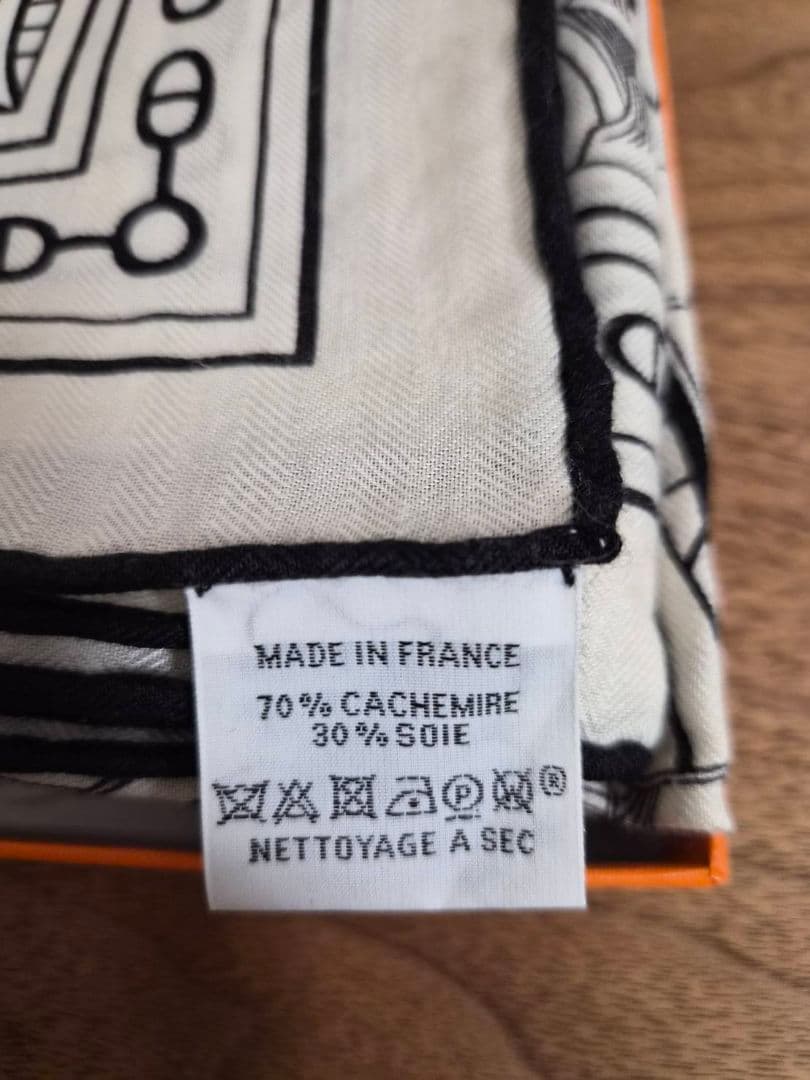 MADE IN FRANCE
70% CACHEMIRE
30% SOIE
P W ®
NETTOYAGE A SEC